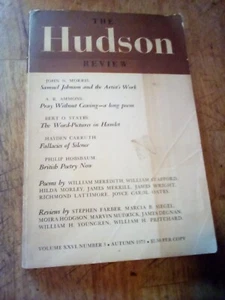 THE
Hudson
REVIEW
JOHN G. MORRIS
Samuel Johnson and the Artist's Work
A. R. AMMONS
Pray Without Ceasing—a long poem
BERT O. STATES
The Word-Pictures in Hamlet
HAYDEN CARRUTH
Fallacies of Silence
PHILIP HOBSBAUM
British Poetry Now
Poems by WILLIAM MEREDITH, WILLIAM STAFFORD,
HILDA MORLEY, JAMES MERRILL, JAMES
RICHMOND LATTIMORE, JOYCE CAROL OATES
Reviews by STEPHEN FARBER, MARCIA B. SIEGEL,
MOIRA HODGSON, MARVIN MUDRICK, JAMES
WILLIAM H. YOUNGREN, WILLIAM H. PRITCHARD
VOLUME XXVI, NUMBER 3 • AUTUMN 1973 • PER COPY